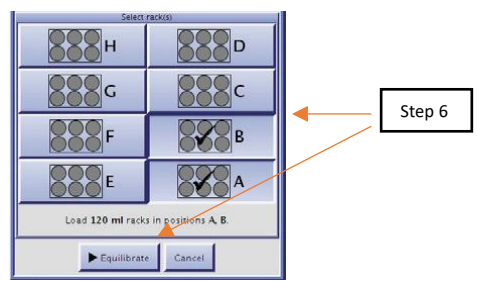 Select rack(s)
H D
G C
F B
E A
Load 120 ml racks in positions A, B.
Equilibrate Cancel
Step 6